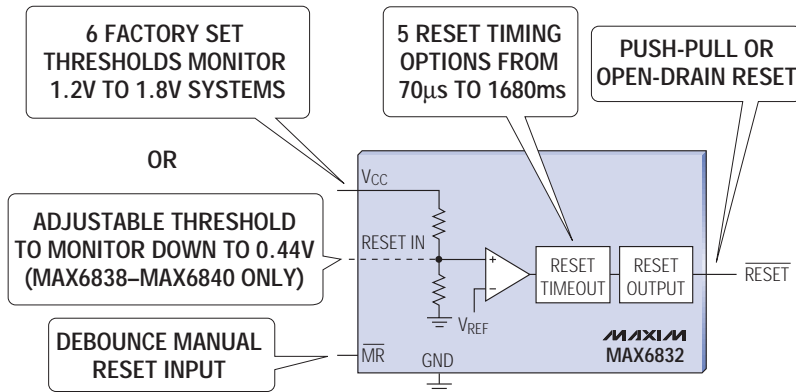 6 FACTORY SET
THRESHOLDS MONITOR
1.2V TO 1.8V SYSTEMS
5 RESET TIMING
OPTIONS FROM
70μs TO 1680ms
PUSH-PULL OR
OPEN-DRAIN RESET
OR
ADJUSTABLE THRESHOLD
TO MONITOR DOWN TO 0.44V
(MAX6838–MAX6840 ONLY)
DEBOUNCE MANUAL
RESET INPUT
VCC
RESET IN
+
–
VREF
RESET
TIMEOUT
RESET
OUTPUT
RESET
MR
GND
MAXIM
MAX6832